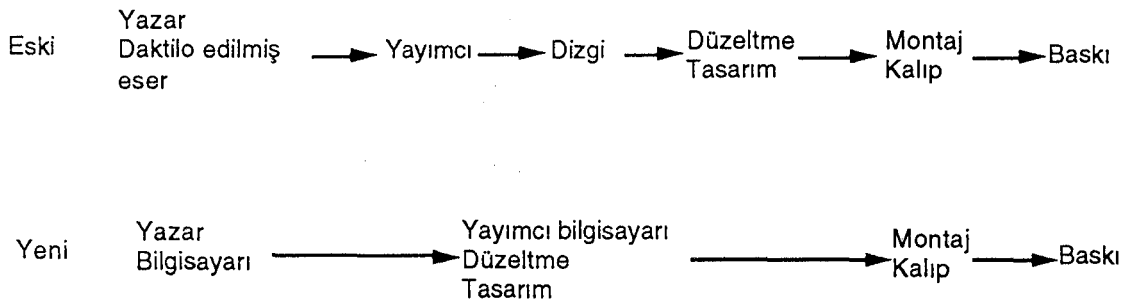 Eski
Yazar
Daktilo edilmiş
eser
Yayımcı
Dizgi
Düzeltme
Tasarım
Montaj
Kalıp
Baskı
Yeni
Yazar
Bilgisayarı
Yayımcı bilgisayarı
Düzeltme
Tasarım
Montaj
Kalıp
Baskı